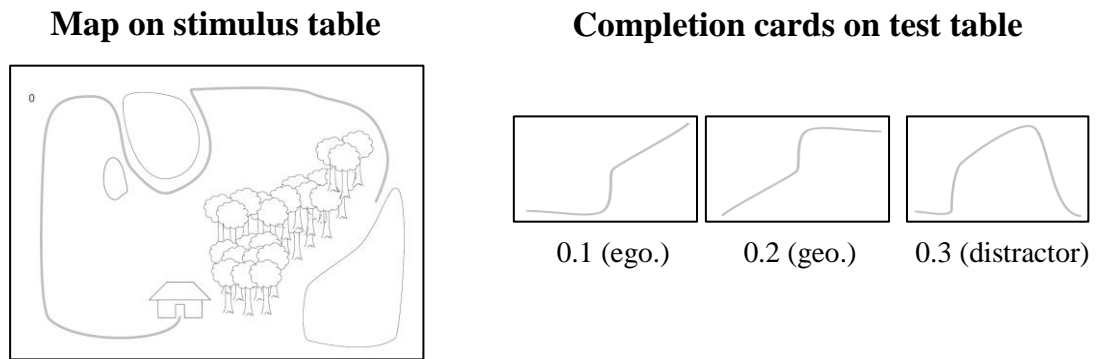 Map on stimulus table
Completion cards on test table
0
0.1 (ego.)
0.2 (geo.)
0.3 (distractor)